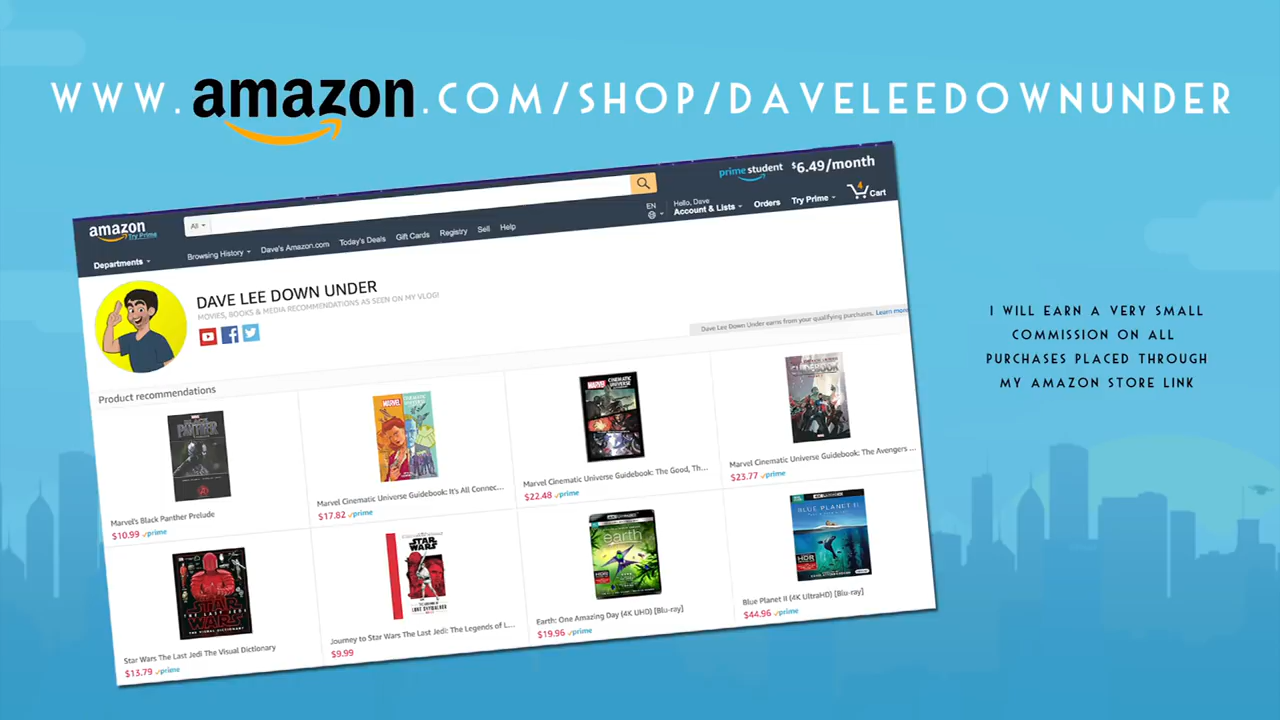 WWW.amazon.COM/SHOP/DAVELEEDOWNUNDER
prime student $6.49/month
amazon
Try Prime
All
EN
Hello, Dave
Account & Lists
Orders
Try Prime
4
Cart
Departments
Browsing History
Dave's Amazon.com
Today's Deals
Gift Cards
Registry
Sell
Help
DAVE LEE DOWN UNDER
MOVIES, BOOKS & MEDIA RECOMMENDATIONS AS SEEN ON MY VLOG!
Dave Lee Down Under earns from your qualifying purchases. Learn more
I WILL EARN A VERY SMALL
COMMISSION ON ALL
PURCHASES PLACED THROUGH
MY AMAZON STORE LINK
Product recommendations
Marvel's Black Panther Prelude
$10.99 prime
Marvel Cinematic Universe Guidebook: It's All Connec...
$17.82 prime
Marvel Cinematic Universe Guidebook: The Good, Th...
$22.48 prime
Marvel Cinematic Universe Guidebook: The Avengers ...
$23.77 prime
Star Wars The Last Jedi The Visual Dictionary
$13.79 prime
STAR WARS
Journey to Star Wars The Last Jedi: The Legends of L...
$9.99
earth
Earth: One Amazing Day (4K UHD) [Blu-ray]
$19.96 prime
BLUE PLANET II
Blue Planet II (4K UltraHD) [Blu-ray]
$44.96 prime